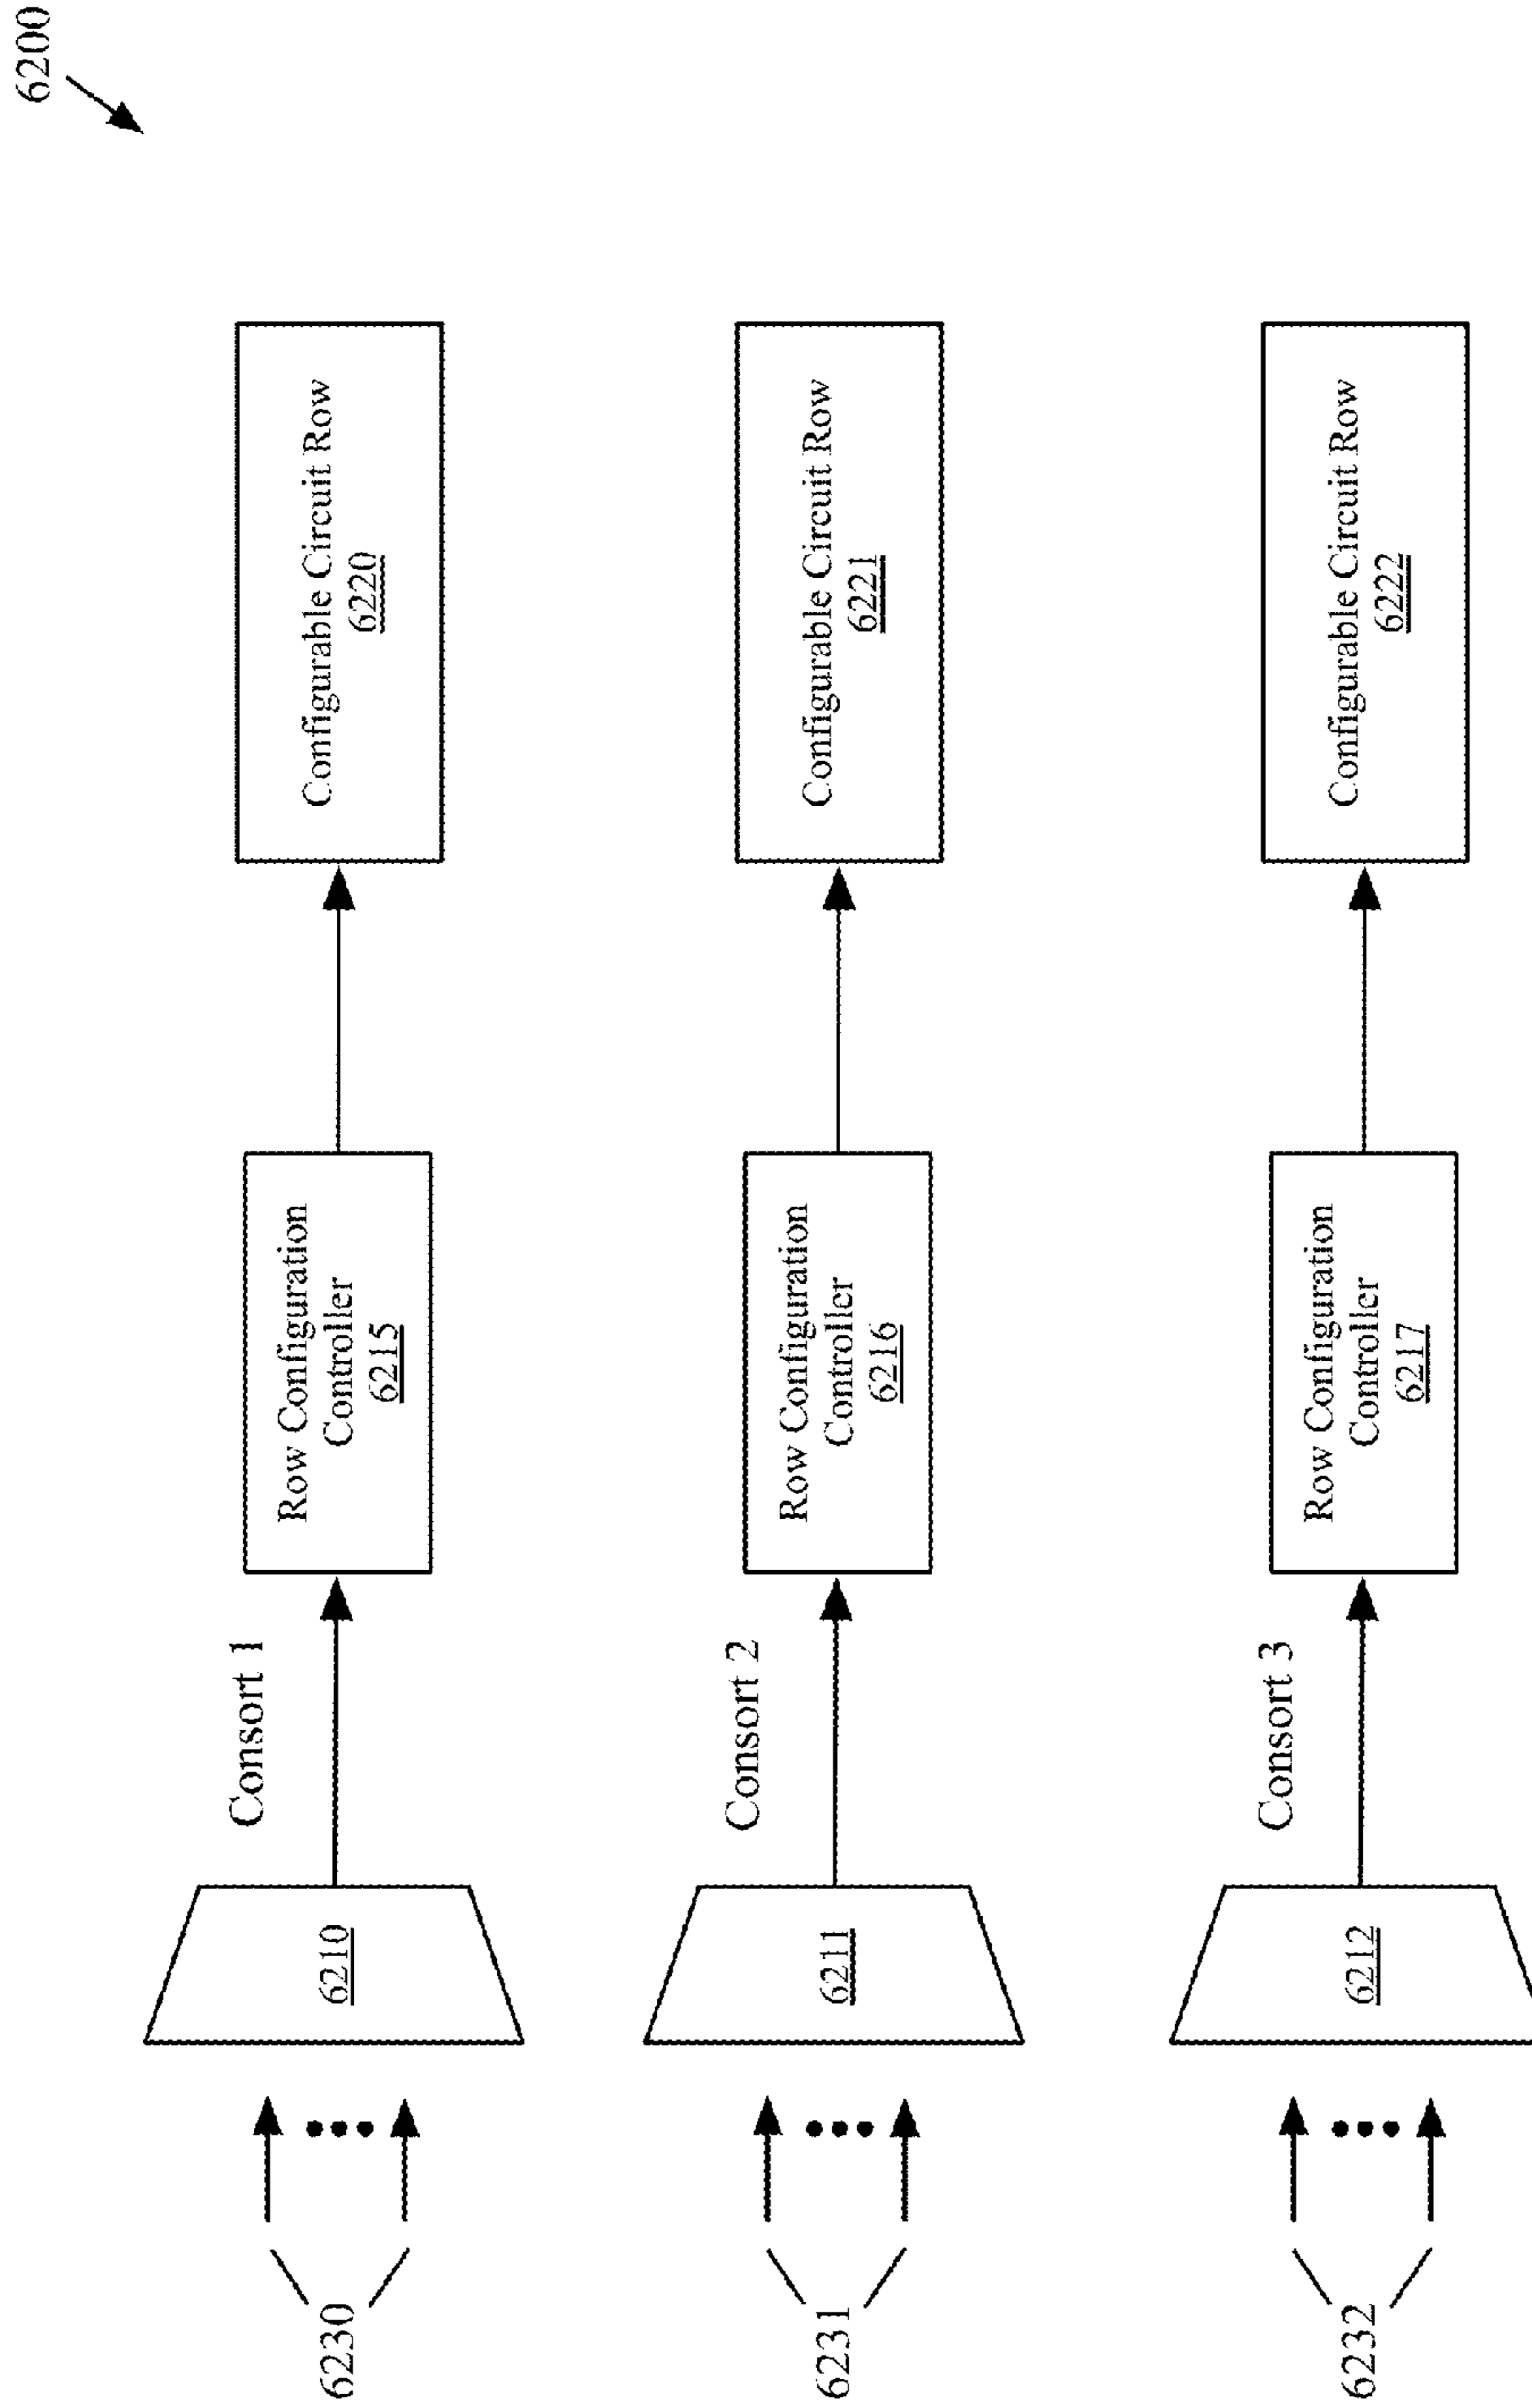 6200
6230
6210
Consort 1
Row Configuration
Controller
6215
Configurable Circuit Row
6220
6231
6211
Consort 2
Row Configuration
Controller
6216
Configurable Circuit Row
6221
6232
6212
Consort 3
Row Configuration
Controller
6217
Configurable Circuit Row
6222